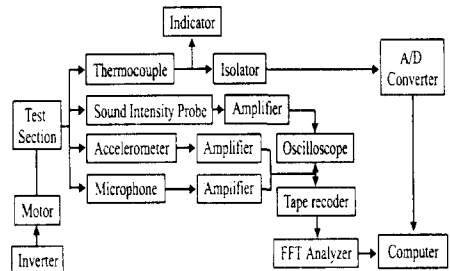 Indicator
Thermocouple
Isolator
A/D
Converter
Test
Section
Sound Intensity Probe
Amplifier
Accelerometer
Amplifier
Oscilloscope
Microphone
Amplifier
Tape recoder
Motor
Inverter
FFT Analyzer
Computer